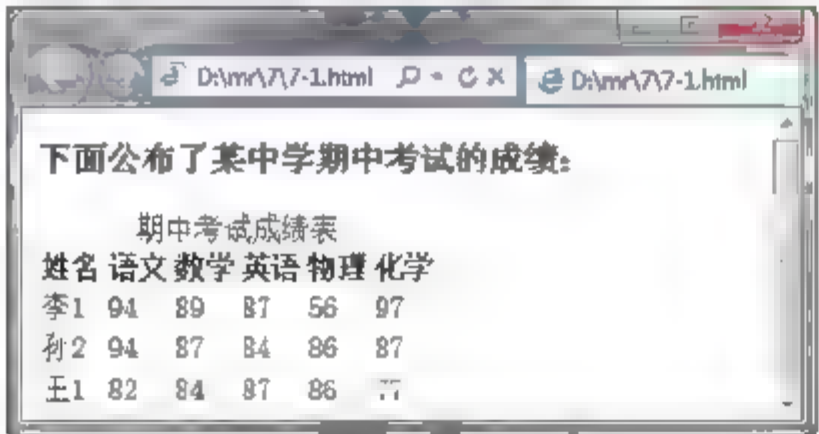 D:\mr\7\7-1.html
D:\mr\7\7-1.html
下面公布了某中学期中考试的成绩:
期中考试成绩表
姓名 语文 数学 英语 物理 化学
李1 94 89 87 56 97
孙2 94 87 84 86 87
王1 82 84 87 86